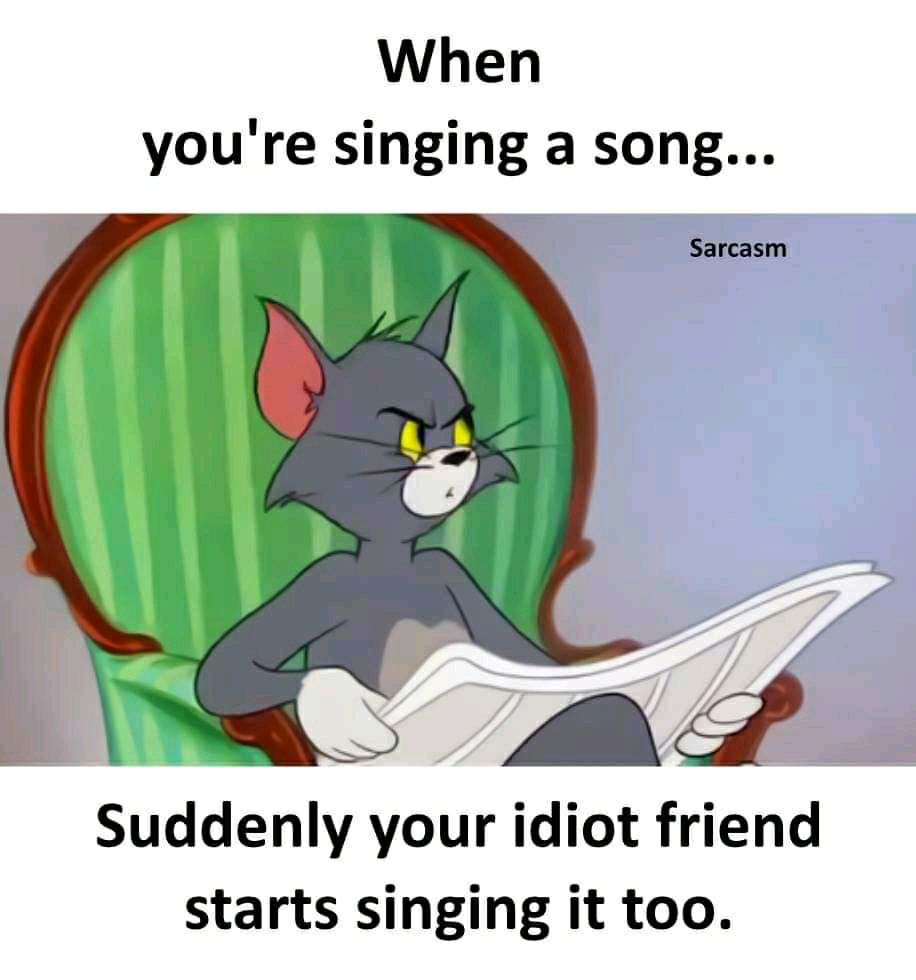 When
you're singing a song...
Sarcasm
Suddenly your idiot friend
starts singing it too.